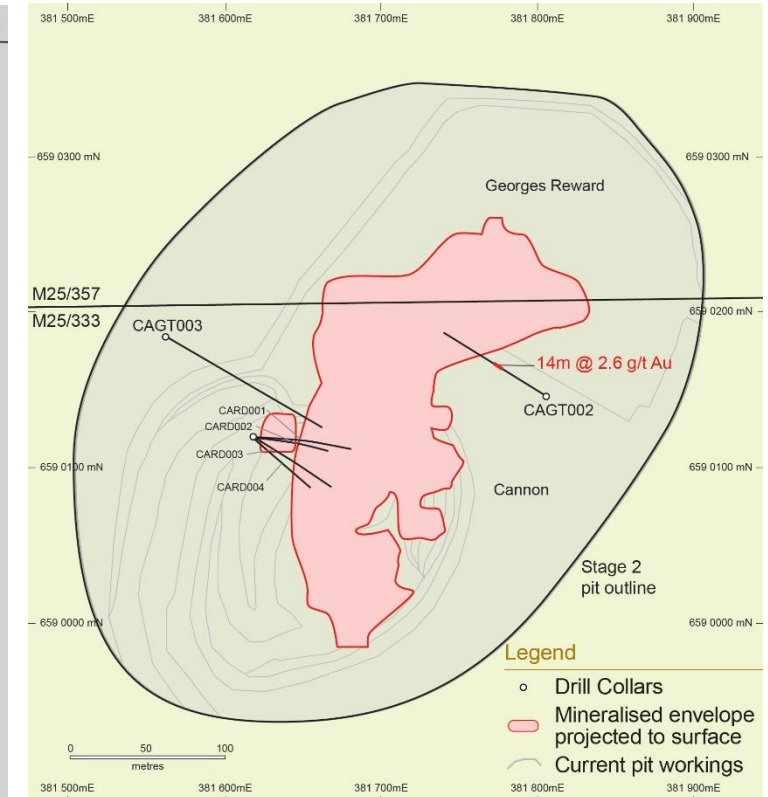 381 500mE
381 600mE
381 700mE
381 800mE
381 900mE
659 0300 mN
659 0300 mN
Georges Reward
M25/357
M25/333
659 0200 mN
CAGT003
14m @ 2.6 g/t Au
CAGT002
CARD001
CARD002
CARD003
CARD004
659 0100 mN
659 0100 mN
Cannon
Stage 2
pit outline
659 0000 mN
659 0000 mN
Legend
Drill Collars
Mineralised envelope
projected to surface
Current pit workings
0 50 100
metres
381 500mE
381 600mE
381 700mE
381 800mE
381 900mE